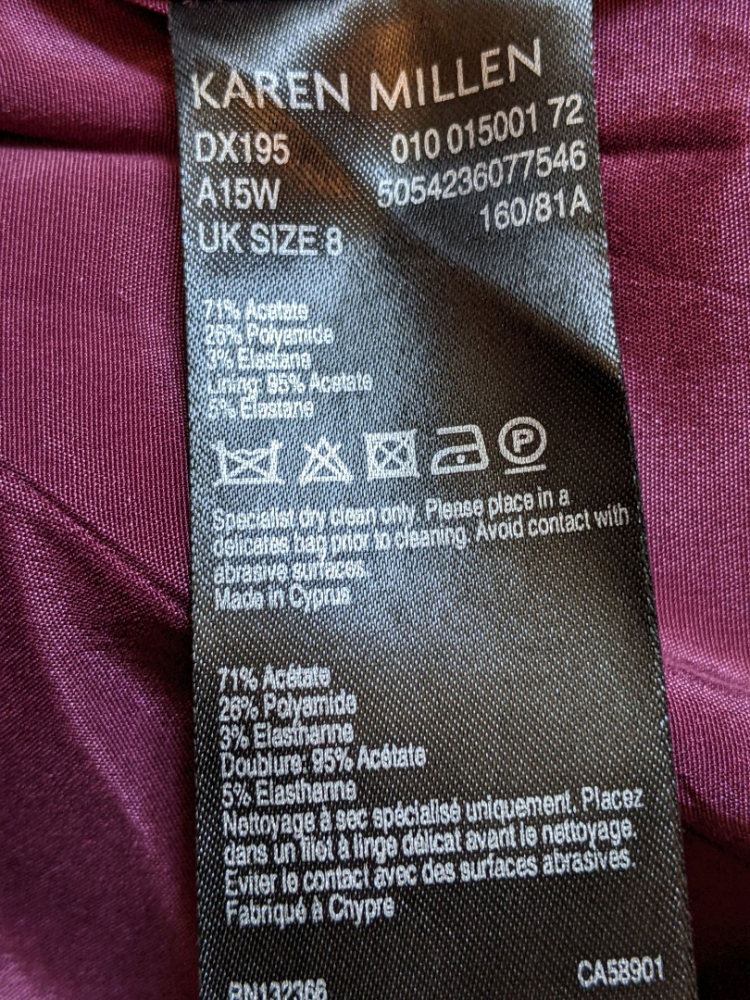 KAREN MILLEN
DX195 010 015001 72
A15W 5054236077546
UK SIZE 8 160/81A
71% Acetate
26% Polyamide
3% Elastane
Lining: 95% Acetate
5% Elastane
P
Specialist dry clean only. Please place in a
delicates bag prior to cleaning. Avoid contact with
abrasive surfaces
Made in Cyprus
71% Acétate
26% Polyamide
3% Elasthanne
Doublure: 95% Acétate
5% Elasthanne
Nettoyage à sec spécialisé uniquement. Placez
dans un filet à linge délicat avant le nettoyage.
Eviter le contact avec des surfaces abrasives.
Fabriqué à Chypre
RN132366 CA58901